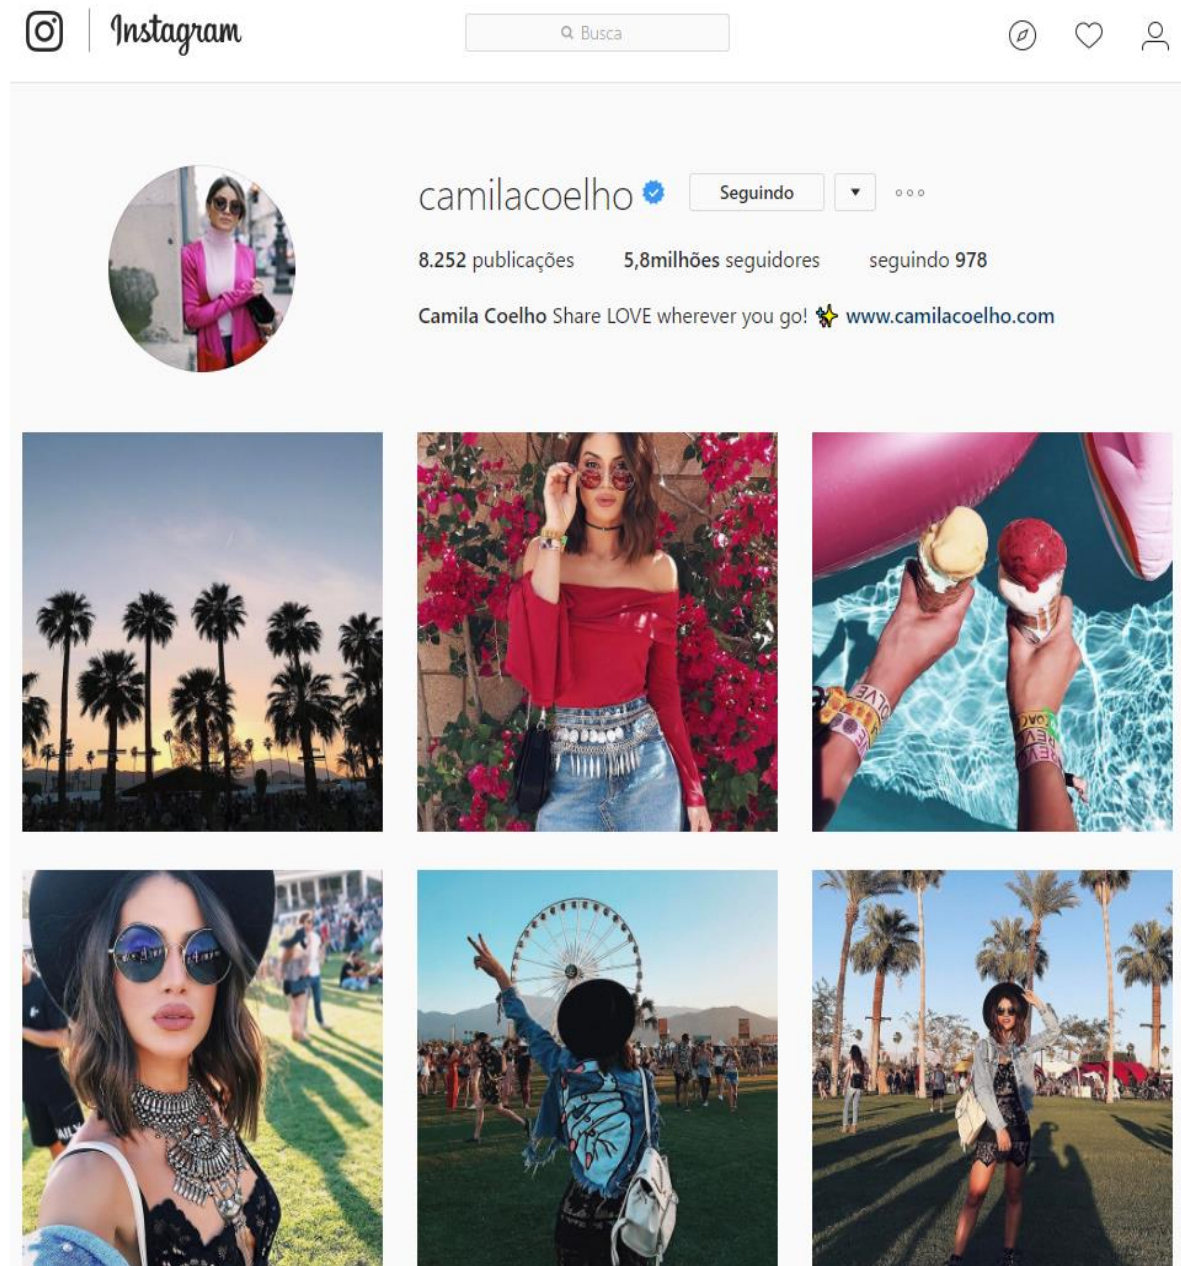 Instagram
Busca
camilacoelho Seguindo
8.252 publicações 5,8milhões seguidores seguindo 978
Camila Coelho Share LOVE wherever you go! ✨ www.camilacoelho.com